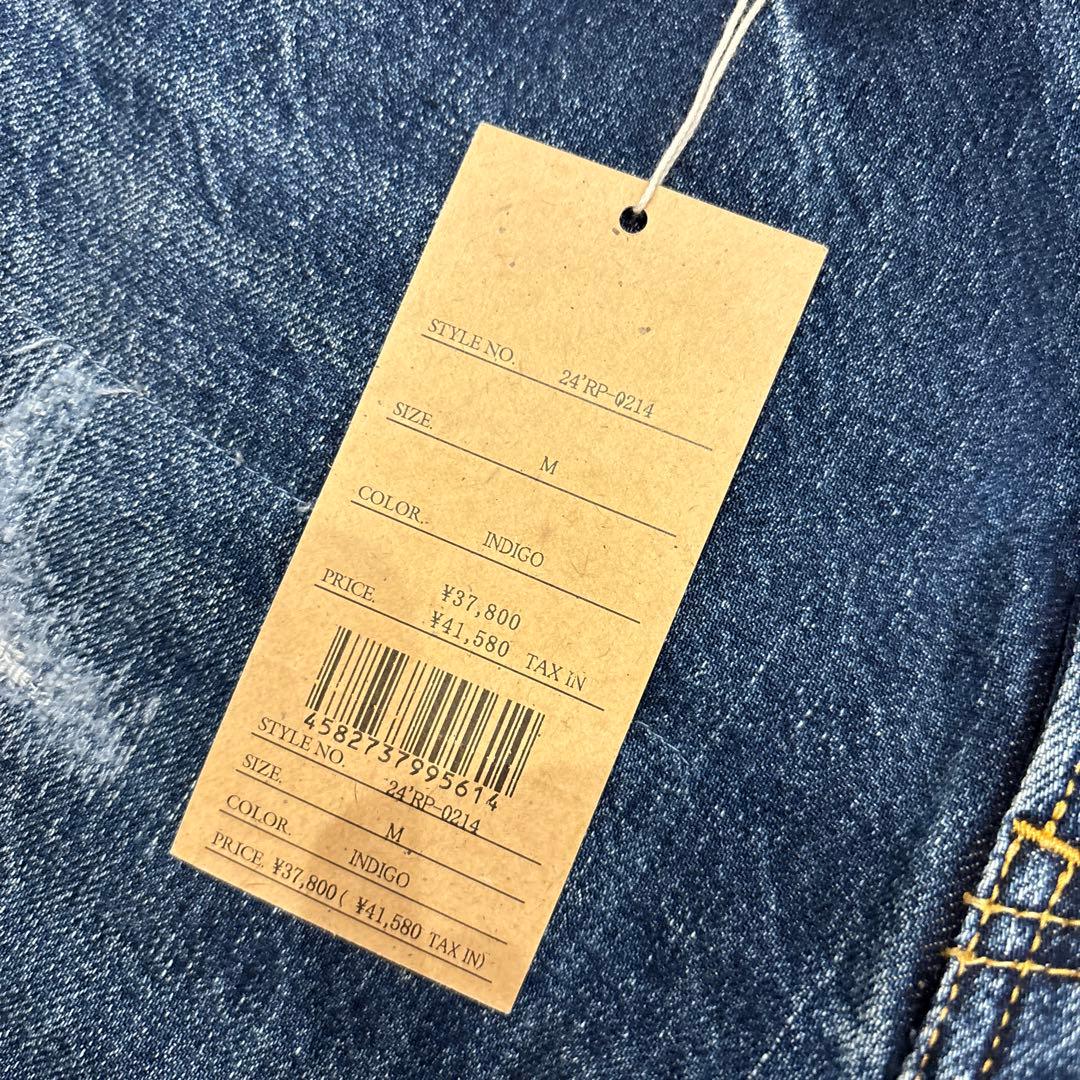 STYLE NO. 24'RP-0214
SIZE. M
COLOR. INDIGO
PRICE. ¥37,800
¥41,580 TAX IN
4582737995614
STYLE NO. 24'RP-0214
SIZE. M
COLOR. INDIGO
PRICE. ¥37,800( ¥41,580 TAX IN)